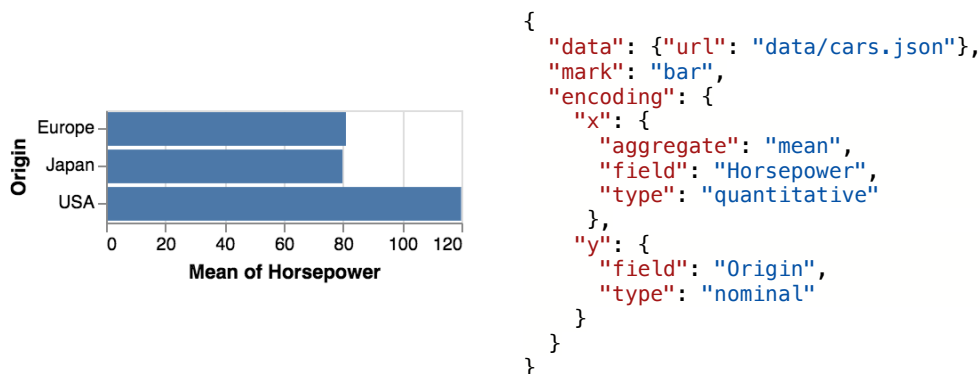 Origin
Europe
Japan
USA
0 20 40 60 80 100 120
Mean of Horsepower
{
  "data": {"url": "data/cars.json"},
  "mark": "bar",
  "encoding": {
    "x": {
      "aggregate": "mean",
      "field": "Horsepower",
      "type": "quantitative"
     },
    "y": {
      "field": "Origin",
      "type": "nominal"
    }
  }
}